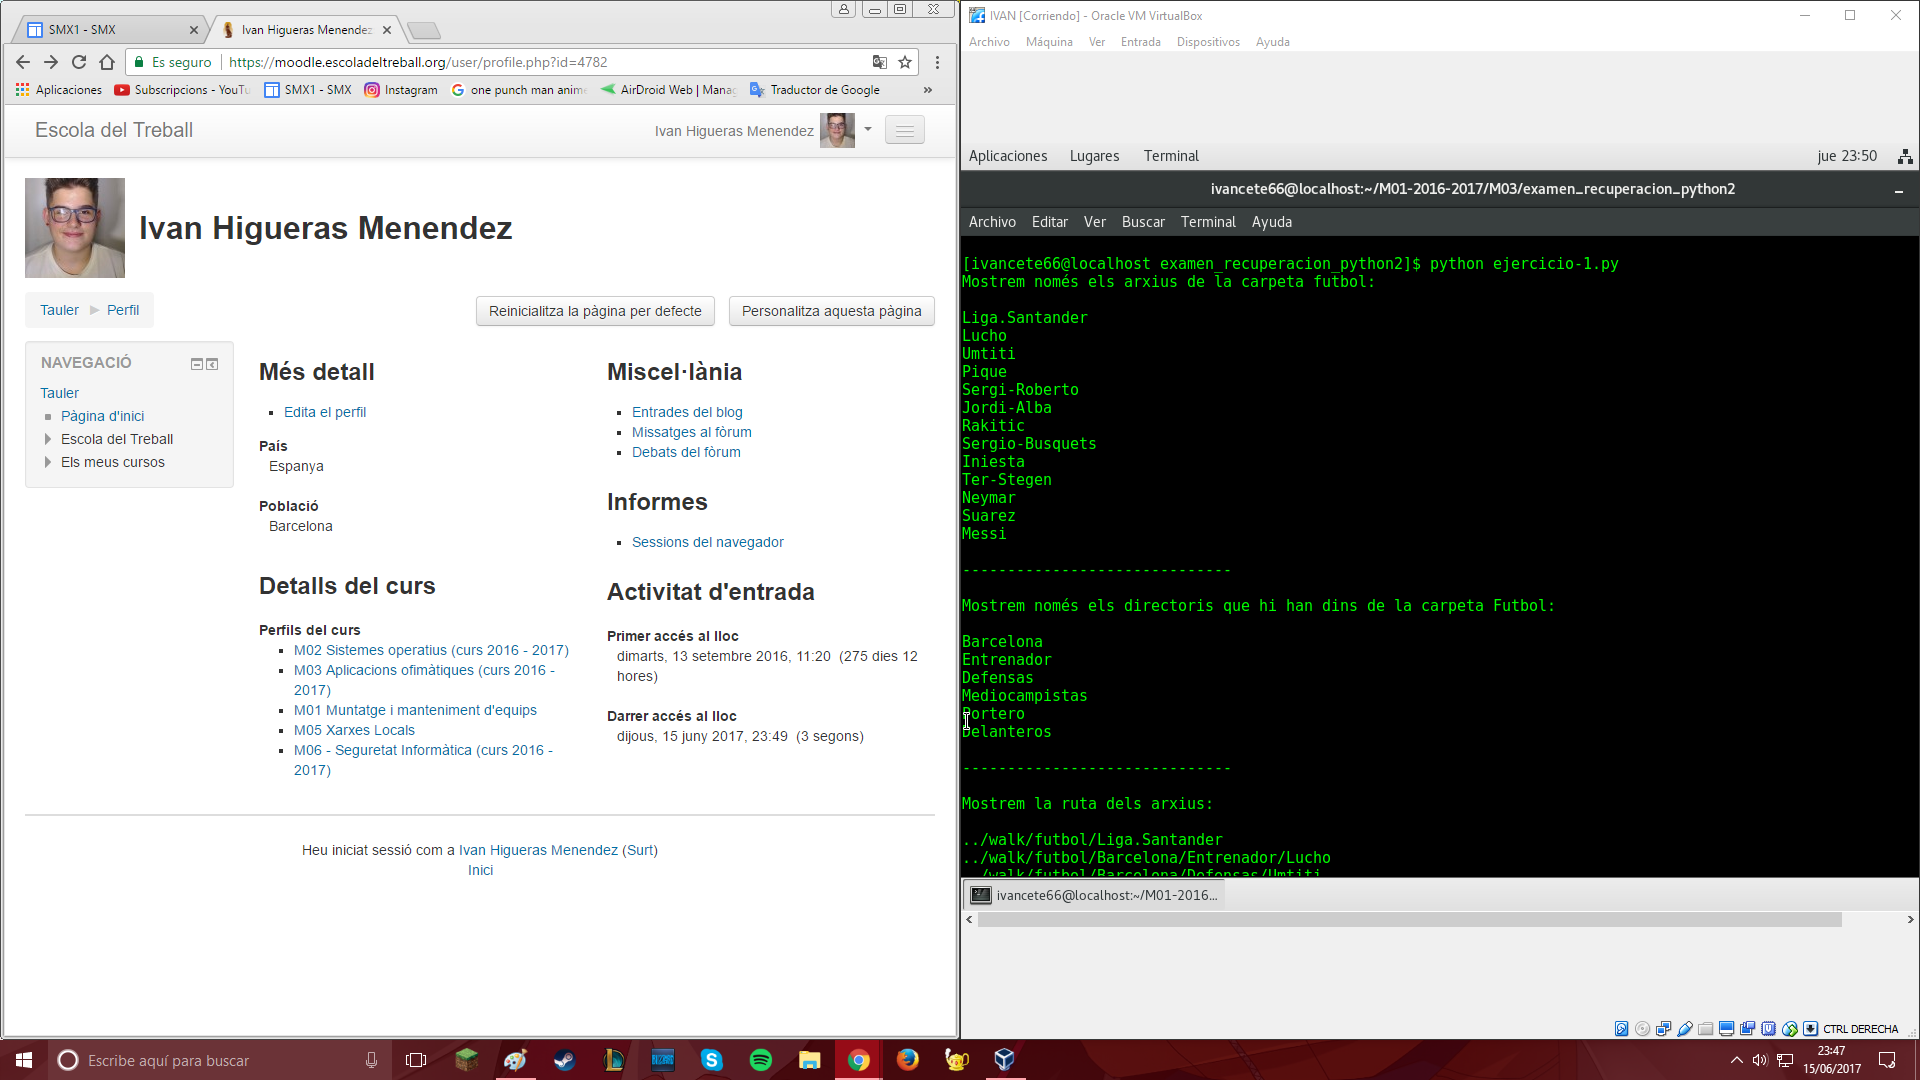 SMX1 - SMX
Ivan Higueras Menendez
Es seguro
https://moodle.escoladeltreball.org/user/profile.php?id=4782
Aplicaciones
Subscripcions - YouTu
SMX1 - SMX
Instagram
one punch man anim
AirDroid Web | Mana
Traductor de Google
»
Escola del Treball
Ivan Higueras Menendez
Ivan Higueras Menendez
Tauler
Perfil
Reinicialitza la pàgina per defecte
Personalitza aquesta pàgina
NAVEGACIÓ
Tauler
Pàgina d'inici
Escola del Treball
Els meus cursos
Més detall
Edita el perfil
País
Espanya
Població
Barcelona
Detalls del curs
Perfils del curs
M02 Sistemes operatius (curs 2016 - 2017)
M03 Aplicacions ofimàtiques (curs 2016 -
2017)
M01 Muntatge i manteniment d'equips
M05 Xarxes Locals
M06 - Seguretat Informàtica (curs 2016 -
2017)
Miscel·lània
Entrades del blog
Missatges al fòrum
Debats del fòrum
Informes
Sessions del navegador
Activitat d'entrada
Primer accés al lloc
dimarts, 13 setembre 2016, 11:20 (275 dies 12
hores)
Darrer accés al lloc
dijous, 15 juny 2017, 23:49 (3 segons)
Heu iniciat sessió com a Ivan Higueras Menendez (Surt)
Inici
IVAN [Corriendo] - Oracle VM VirtualBox
Archivo Máquina Ver Entrada Dispositivos Ayuda
Aplicaciones Lugares Terminal
jue 23:50
ivancete66@localhost:~/M01-2016-2017/M03/examen_recuperacion_python2
Archivo Editar Ver Buscar Terminal Ayuda
[ivancete66@localhost examen_recuperacion_python2]$ python ejercicio-1.py
Mostrem només els arxius de la carpeta futbol:
Liga.Santander
Lucho
Umtiti
Pique
Sergi-Roberto
Jordi-Alba
Rakitic
Sergio-Busquets
Iniesta
Ter-Stegen
Neymar
Suarez
Messi
------------------------------
Mostrem només els directoris que hi han dins de la carpeta Futbol:
Barcelona
Entrenador
Defensas
Mediocampistas
Portero
Delanteros
------------------------------
Mostrem la ruta dels arxius:
../walk/futbol/Liga.Santander
../walk/futbol/Barcelona/Entrenador/Lucho
../walk/futbol/Barcelona/Defensas/Umtiti
ivancete66@localhost:~/M01-2016...
CTRL DERECHA
Escribe aquí para buscar
23:47
15/06/2017